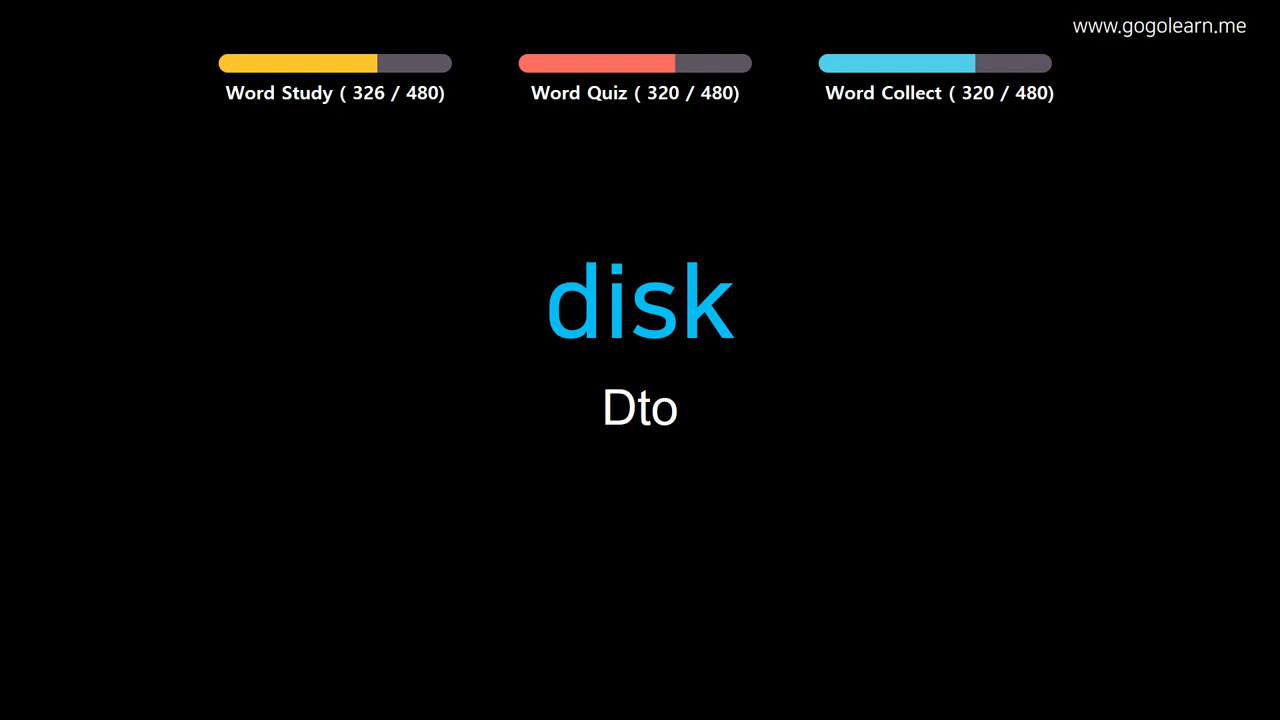 www.gogolearn.me
Word Study ( 326 / 480)
Word Quiz ( 320 / 480)
Word Collect ( 320 / 480)
disk
Dto